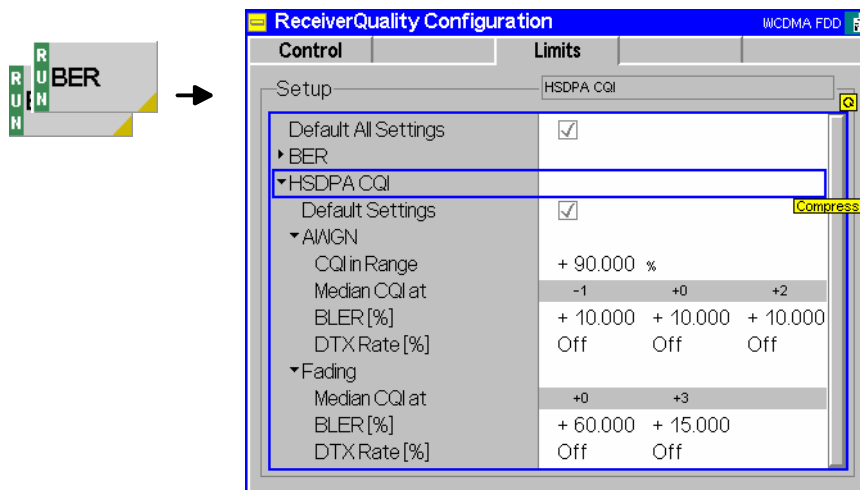 RUN
RUN BER
ReceiverQuality Configuration WCDMA FDD
Control Limits
Setup HSDPA CQI
Q
Default All Settings
BER
HSDPA CQI
Compress
Default Settings
AWGN
CQI in Range + 90.000 %
Median CQI at -1 +0 +2
BLER [%] + 10.000 + 10.000 + 10.000
DTX Rate [%] Off Off Off
Fading
Median CQI at +0 +3
BLER [%] + 60.000 + 15.000
DTX Rate [%] Off Off